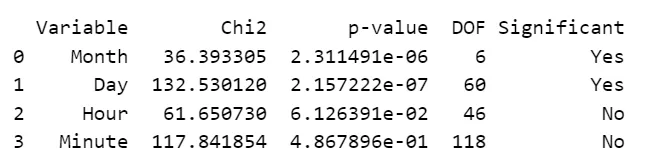 Variable Chi2 p-value DOF Significant
0 Month 36.393305 2.311491e-06 6 Yes
1 Day 132.530120 2.157222e-07 60 Yes
2 Hour 61.650730 6.126391e-02 46 No
3 Minute 117.841854 4.867896e-01 118 No